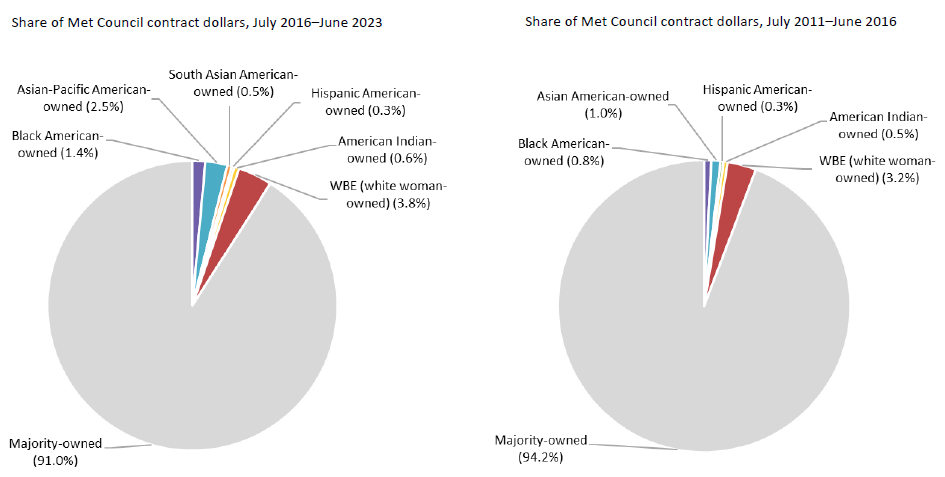 Share of Met Council contract dollars, July 2016–June 2023
South Asian American-
owned (0.5%)
Asian-Pacific American-
owned (2.5%)
Hispanic American-
owned (0.3%)
Black American-
owned (1.4%)
American Indian-
owned (0.6%)
WBE (white woman-
owned) (3.8%)
Majority-owned
(91.0%)
Share of Met Council contract dollars, July 2011–June 2016
Asian American-owned
(1.0%)
Hispanic American-
owned (0.3%)
American Indian-
owned (0.5%)
Black American-
owned (0.8%)
WBE (white woman-
owned) (3.2%)
Majority-owned
(94.2%)